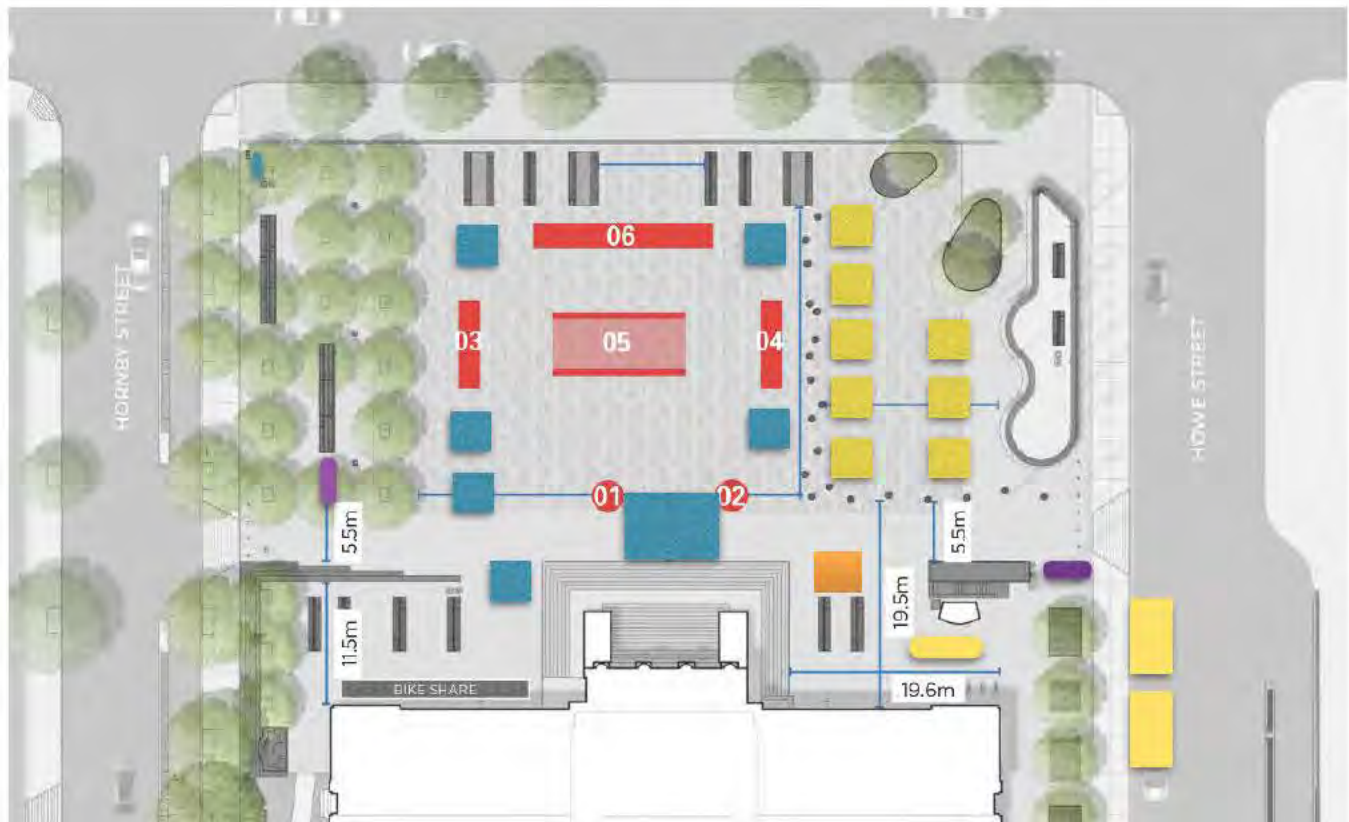 06
03
05
04
HORNBY STREET
HOWE STREET
01
02
5.5m
5.5m
19.5m
11.5m
BIKE SHARE
19.6m